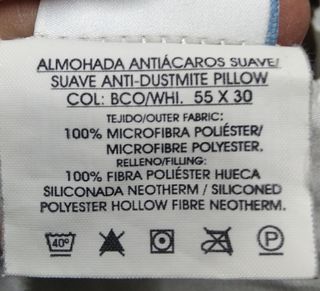 ALMOHADA ANTIÁCAROS SUAVE/
SUAVE ANTI-DUSTMITE PILLOW
COL: BCO/WHI. 55 X 30
TEJIDO/OUTER FABRIC:
100% MICROFIBRA POLIÉSTER/
MICROFIBRE POLYESTER.
RELLENO/FILLING:
100% FIBRA POLIÉSTER HUECA
SILICONADA NEOTHERM / SILICONED
POLYESTER HOLLOW FIBRE NEOTHERM.
40° P